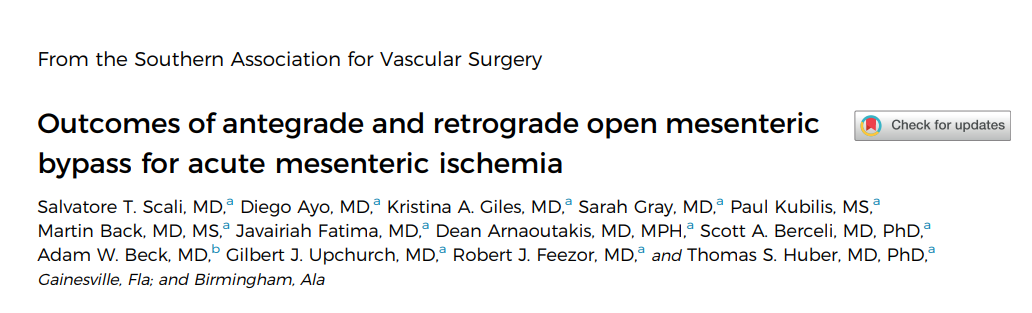 From the Southern Association for Vascular Surgery
Outcomes of antegrade and retrograde open mesenteric
Check for updates
bypass for acute mesenteric ischemia
Salvatore T. Scali, MD,a Diego Ayo, MD,a Kristina A. Giles, MD,a Sarah Gray, MD,a Paul Kubilis, MS,a
Martin Back, MD, MS,a Javairiah Fatima, MD,a Dean Arnaoutakis, MD, MPH,a Scott A. Berceli, MD, PhD,a
Adam W. Beck, MD,b Gilbert J. Upchurch, MD,a Robert J. Feezor, MD,a and Thomas S. Huber, MD, PhD,a
Gainesville, Fla; and Birmingham, Ala